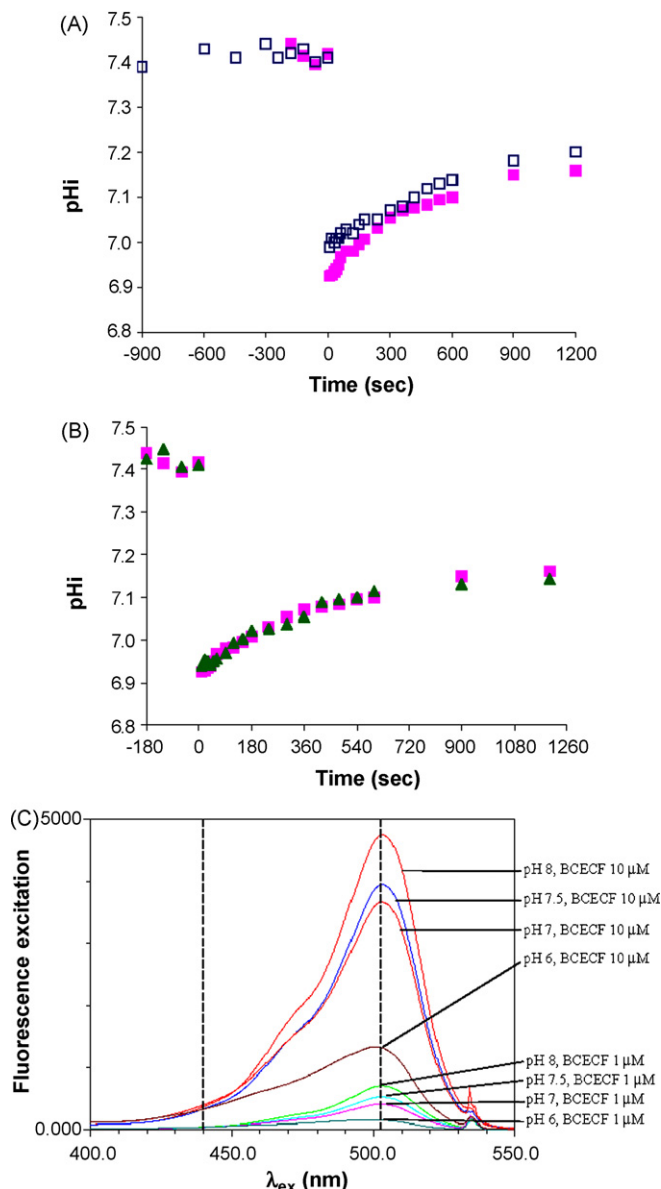 (A)
7.5
7.4
7.3
7.2
7.1
7.0
6.9
6.8
pHi
-900 -600 -300 0 300 600 900 1200
Time (sec)
(B)
7.5
7.4
7.3
7.2
7.1
7.0
6.9
6.8
pHi
-180 0 180 360 540 720 900 1080 1260
Time (sec)
(C)
5000
Fluorescence excitation
pH 8, BCECF 10 μM
pH 7.5, BCECF 10 μM
pH 7, BCECF 10 μM
pH 6, BCECF 10 μM
pH 8, BCECF 1 μM
pH 7.5, BCECF 1 μM
pH 7, BCECF 1 μM
pH 6, BCECF 1 μM
0.000
400.0 450.0 500.0 550.0
λex (nm)